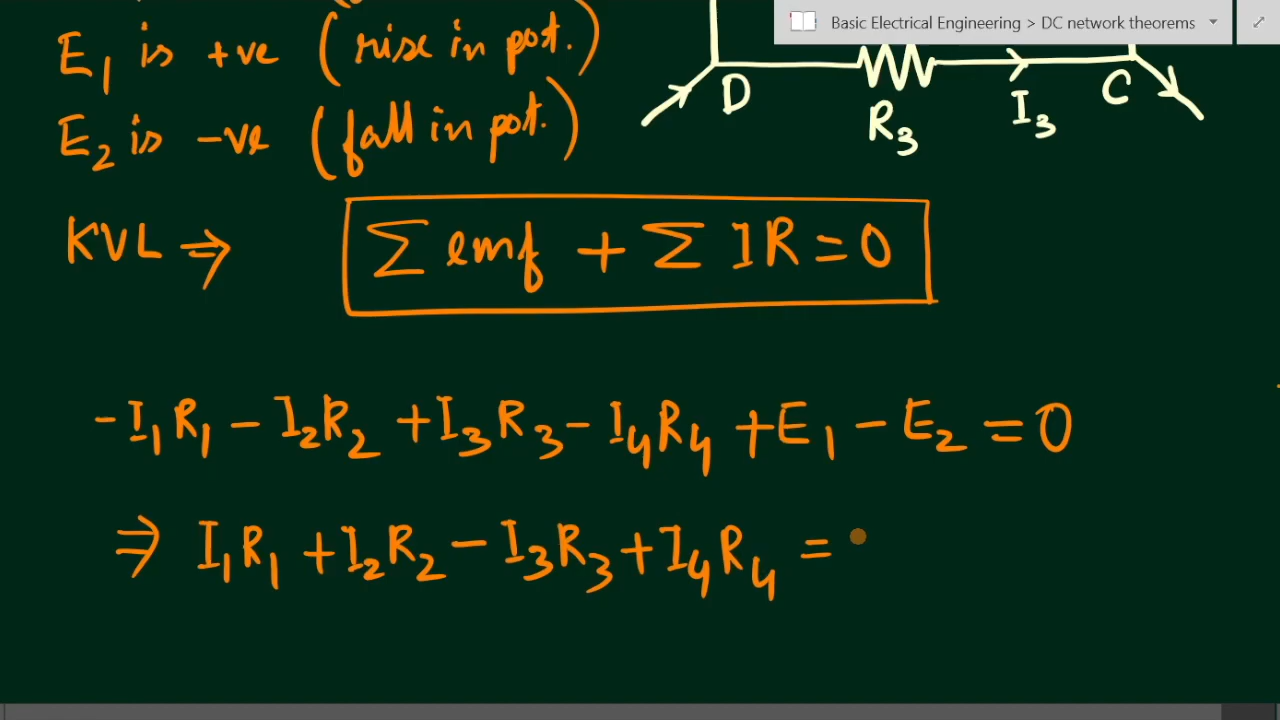 Basic Electrical Engineering > DC network theorems
E₁ is +ve (rise in pot.)
E₂ is -ve (fall in pot.)
D
R₃
I₃
C
KVL ⇒ ∑ emf + ∑ IR = 0
-I₁R₁ - I₂R₂ + I₃R₃ - I₄R₄ + E₁ - E₂ = 0
⇒ I₁R₁ + I₂R₂ - I₃R₃ + I₄R₄ =